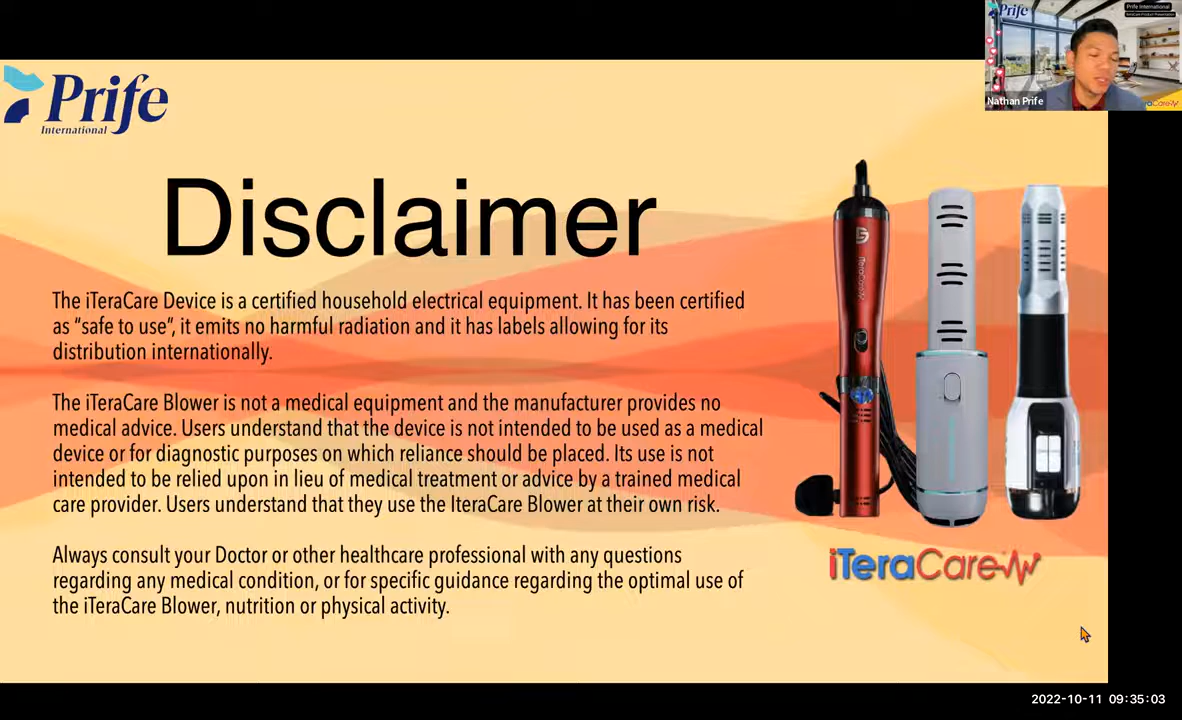 Prife
International
Disclaimer
The iTeraCare Device is a certified household electrical equipment. It has been certified
as “safe to use”, it emits no harmful radiation and it has labels allowing for its
distribution internationally.
The iTeraCare Blower is not a medical equipment and the manufacturer provides no
medical advice. Users understand that the device is not intended to be used as a medical
device or for diagnostic purposes on which reliance should be placed. Its use is not
intended to be relied upon in lieu of medical treatment or advice by a trained medical
care provider. Users understand that they use the IteraCare Blower at their own risk.
Always consult your Doctor or other healthcare professional with any questions
regarding any medical condition, or for specific guidance regarding the optimal use of
the iTeraCare Blower, nutrition or physical activity.
iTeraCare
iTeraCare
Prife
Prife International
Nathan Prife
2022-10-11 09:35:03